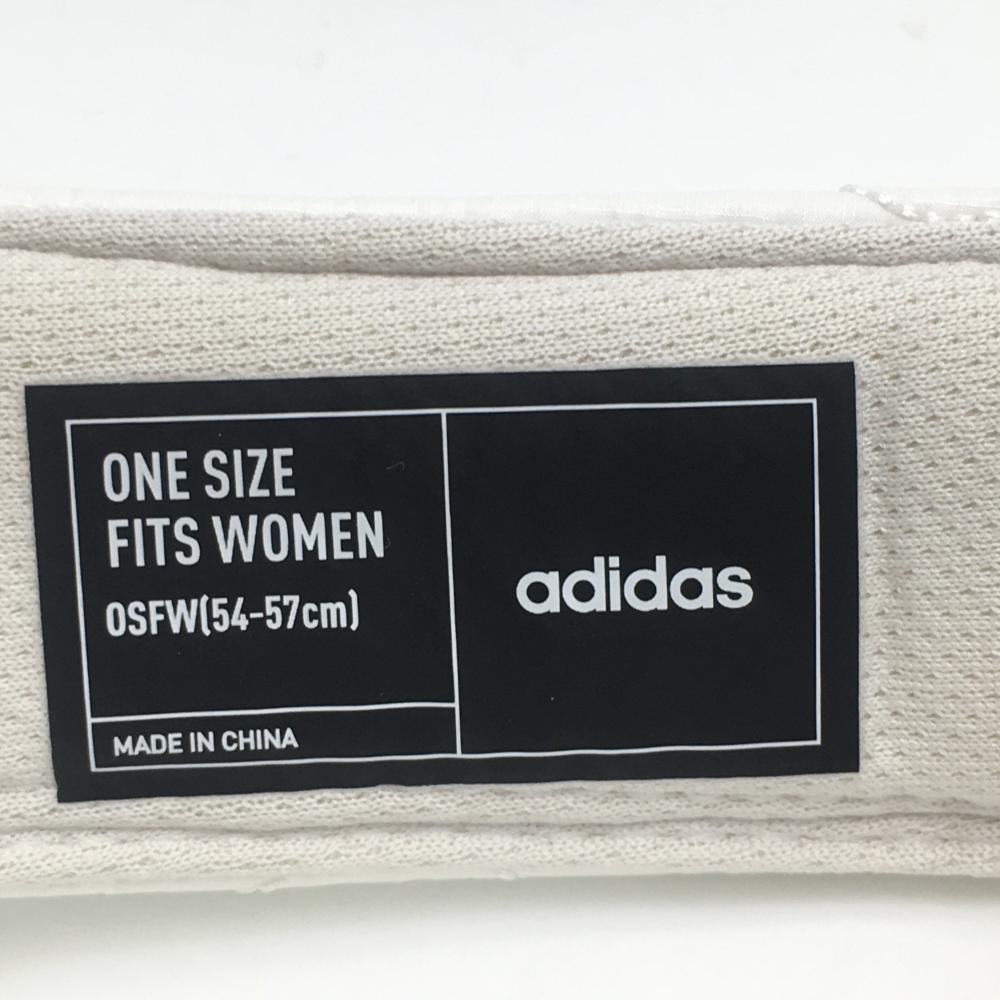 ONE SIZE
FITS WOMEN
OSFW(54-57cm)
MADE IN CHINA
adidas